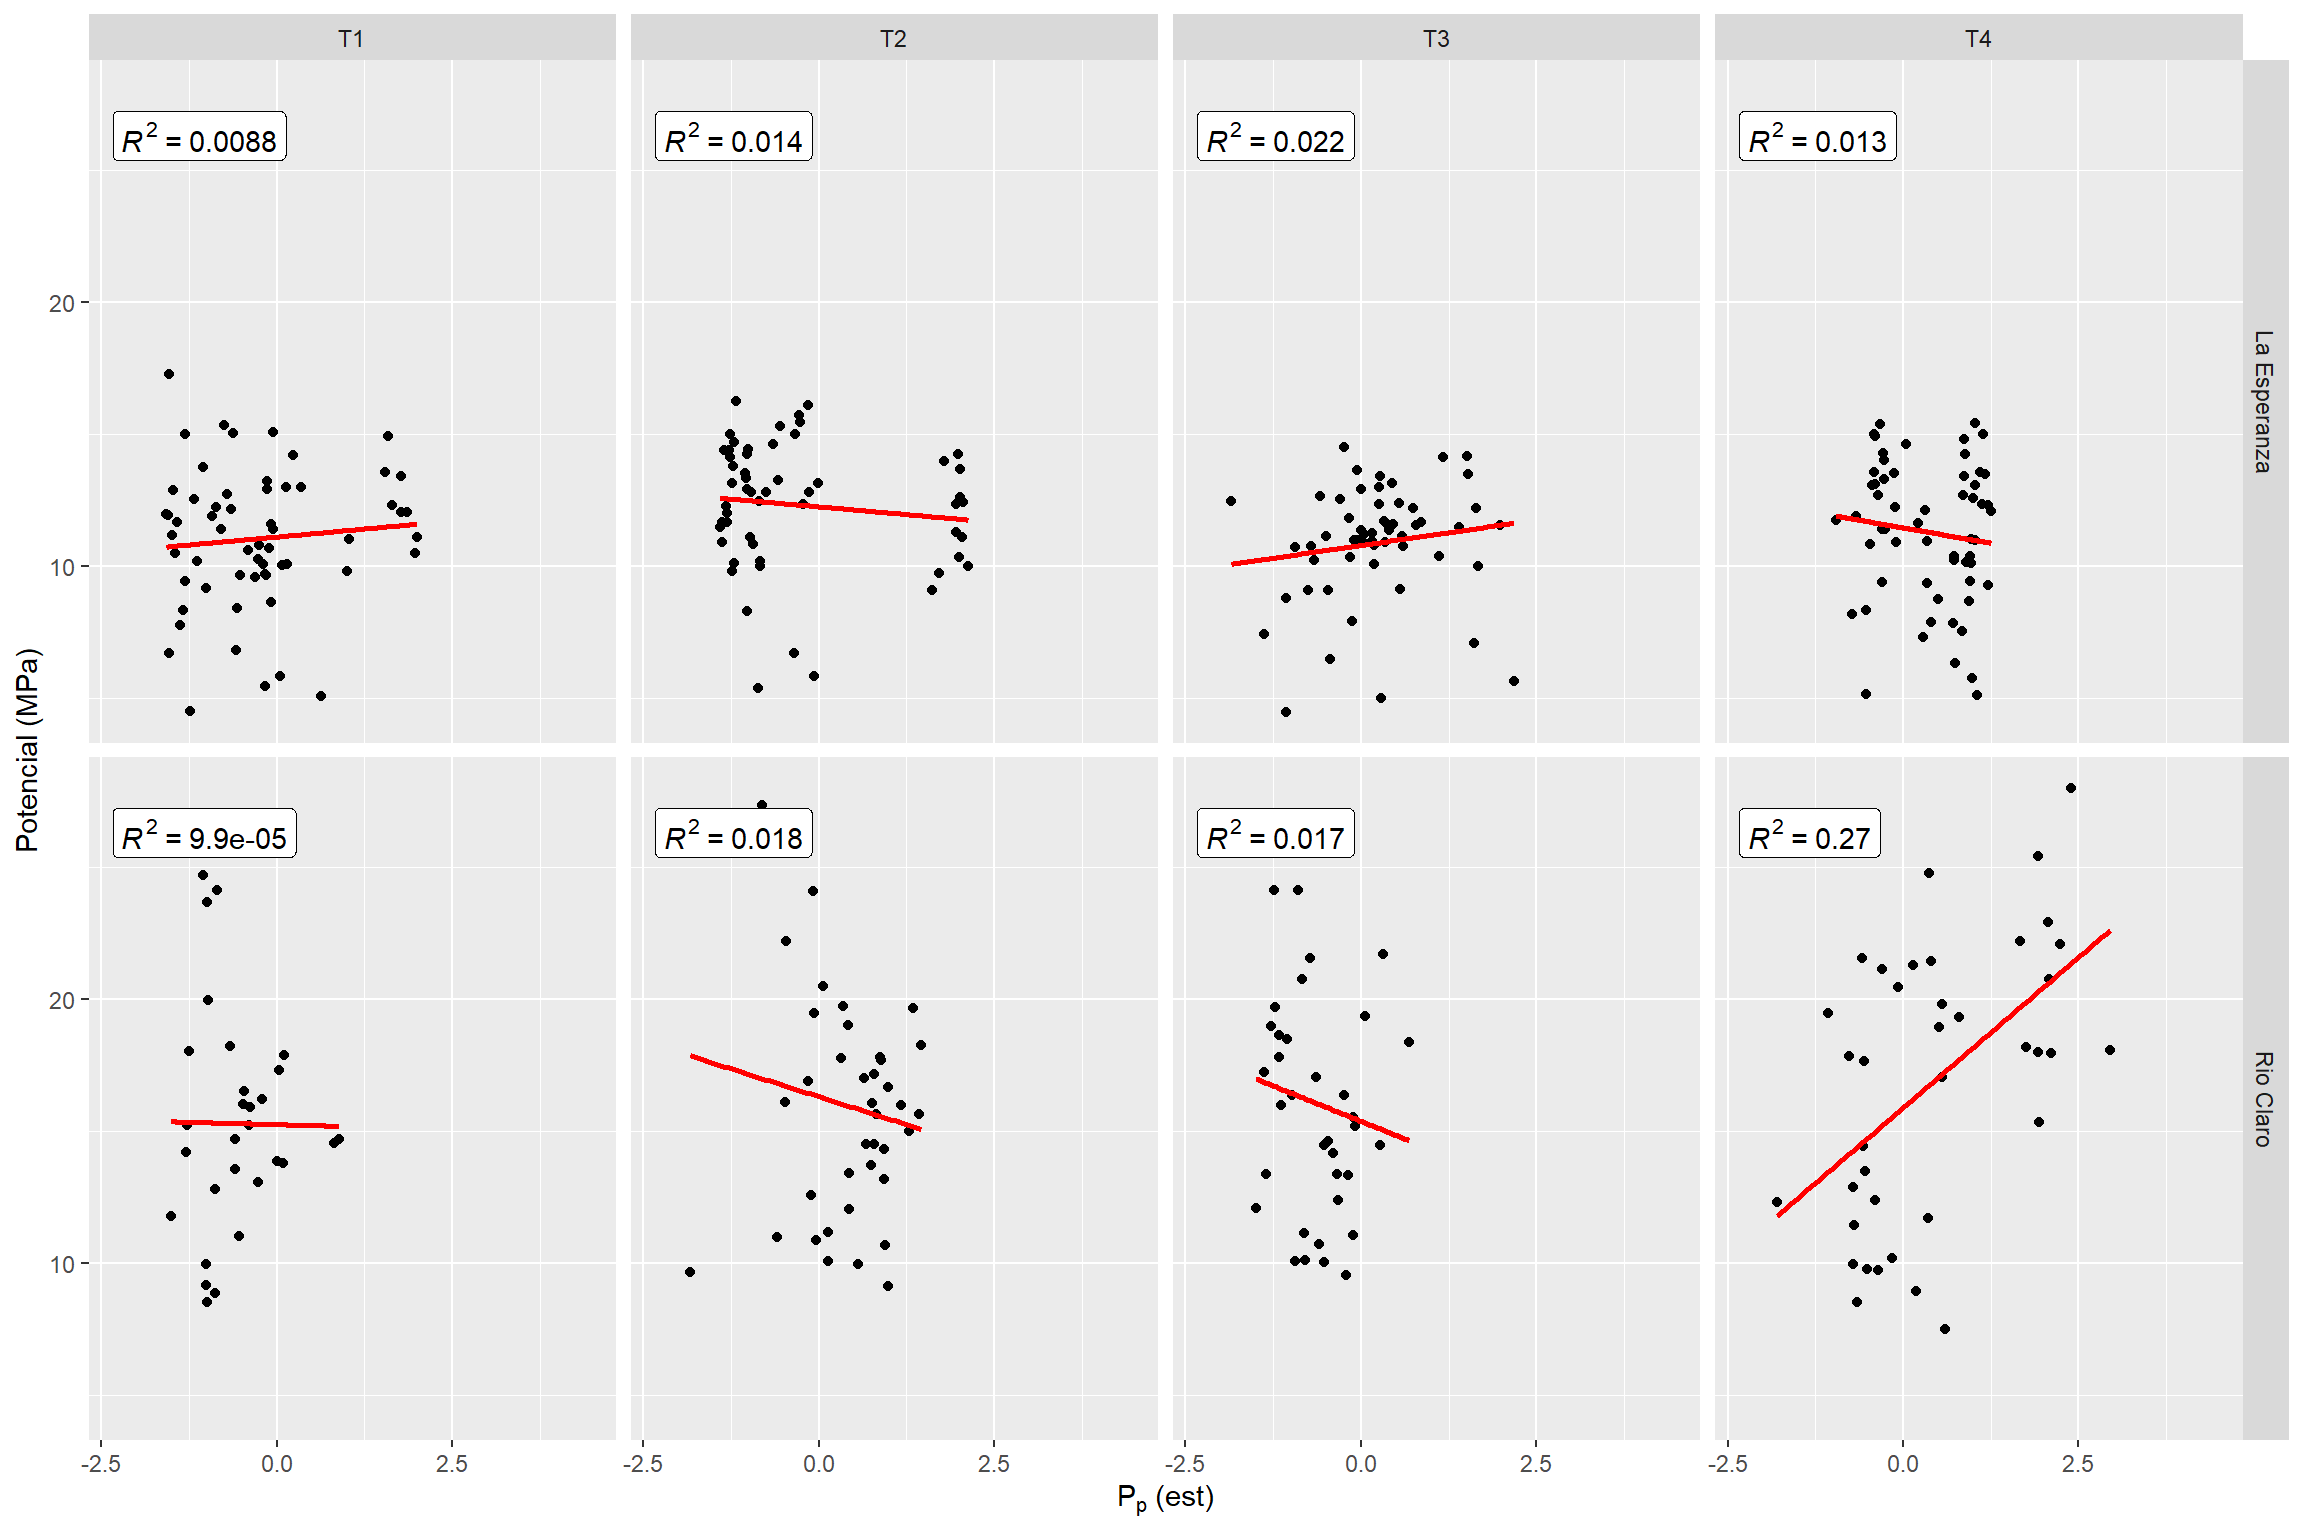 T1 T2 T3 T4
R² = 0.0088 R² = 0.014 R² = 0.022 R² = 0.013
20
10
La Esperanza
Potencial (MPa)
R² = 9.9e-05 R² = 0.018 R² = 0.017 R² = 0.27
20
10
Rio Claro
-2.5 0.0 2.5 -2.5 0.0 2.5 -2.5 0.0 2.5 -2.5 0.0 2.5
Pₚ (est)